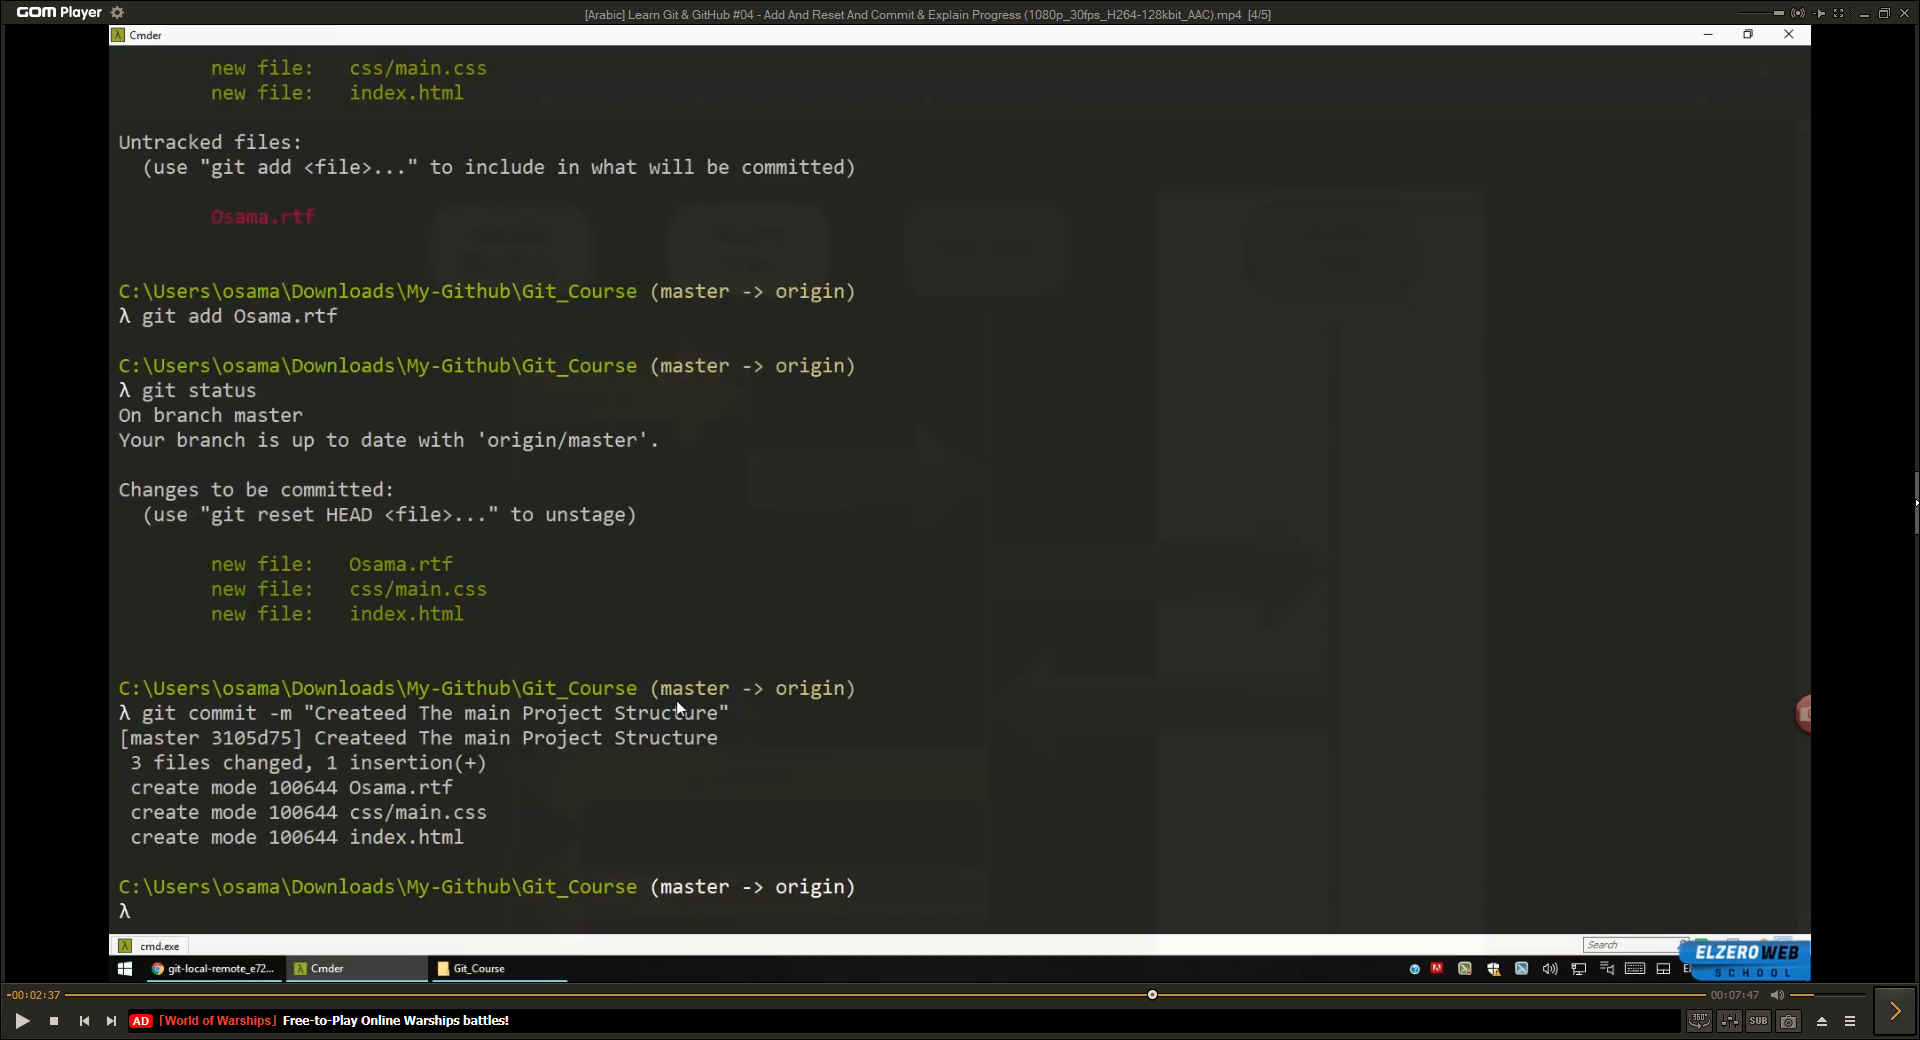 GOM Player
[Arabic] Learn Git & GitHub #04 - Add And Reset And Commit & Explain Progress (1080p_30fps_H264-128kbit_AAC).mp4 [4/5]
Cmder
new file: css/main.css
new file: index.html
Untracked files:
(use "git add <file>..." to include in what will be committed)
Osama.rtf
C:\Users\osama\Downloads\My-Github\Git_Course (master -> origin)
λ git add Osama.rtf
C:\Users\osama\Downloads\My-Github\Git_Course (master -> origin)
λ git status
On branch master
Your branch is up to date with 'origin/master'.
Changes to be committed:
(use "git reset HEAD <file>..." to unstage)
new file: Osama.rtf
new file: css/main.css
new file: index.html
C:\Users\osama\Downloads\My-Github\Git_Course (master -> origin)
λ git commit -m "Createed The main Project Structure"
[master 3105d75] Createed The main Project Structure
3 files changed, 1 insertion(+)
create mode 100644 Osama.rtf
create mode 100644 css/main.css
create mode 100644 index.html
C:\Users\osama\Downloads\My-Github\Git_Course (master -> origin)
λ
cmd.exe
Search
git-local-remote_e72... Cmder Git_Course
ELZERO WEB
SCHOOL
-00:02:37 00:07:47
AD [World of Warships] Free-to-Play Online Warships battles!
360° SUB